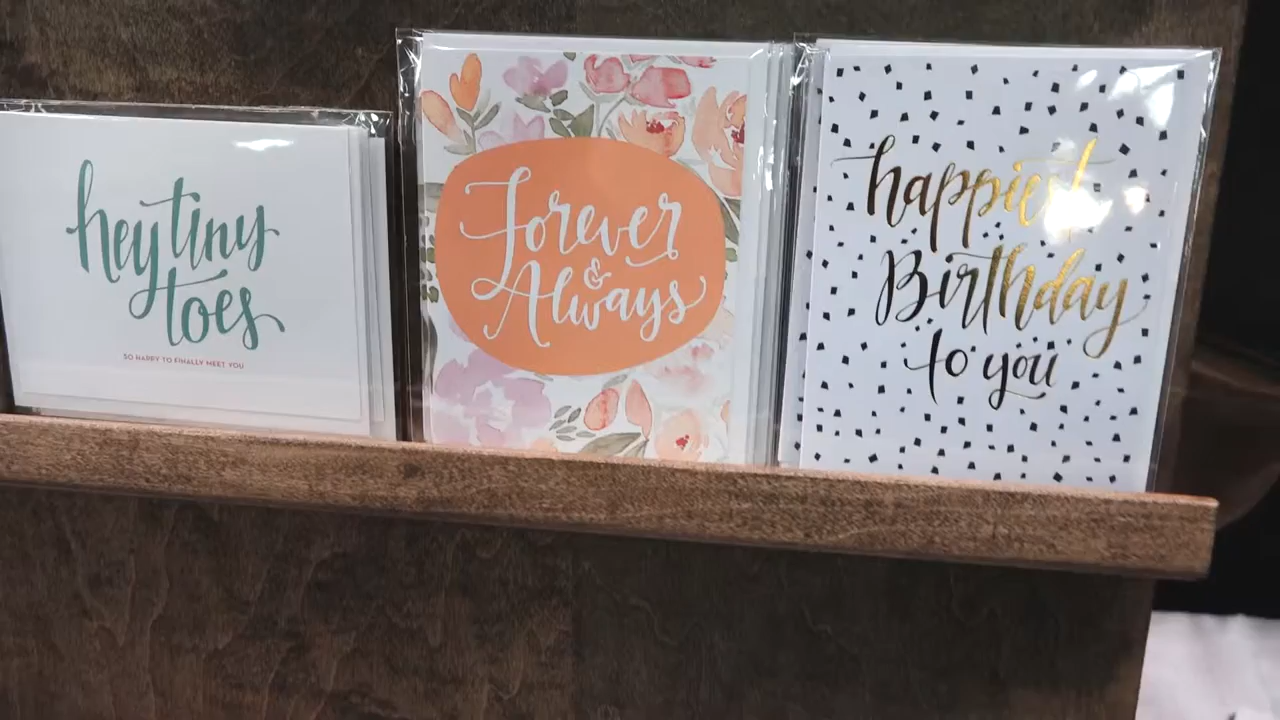 hey tiny
toes
SO HAPPY TO FINALLY MEET YOU
Forever
&
Always
happiest
Birthday
to you